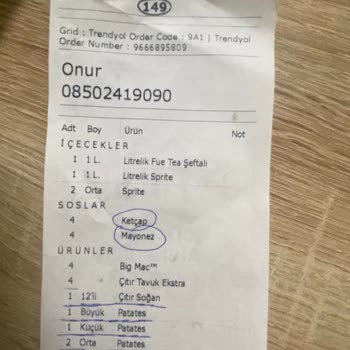 149
Grid : Trendyol Order Code : 9A1 | Trendyol
Order Number : 9666895809
Onur
08502419090
Adt Boy Ürün Not
İÇECEKLER
1 1 L. Litrelik Fue Tea Şeftali
1 1 L. Litrelik Sprite
2 Orta Sprite
SOSLAR
4 Ketçap
4 Mayonez
ÜRÜNLER
4 Big Mac™
4 Çıtır Tavuk Ekstra
1 12'li Çıtır Soğan
1 Büyük Patates
1 Küçük Patates
2 Orta Patates